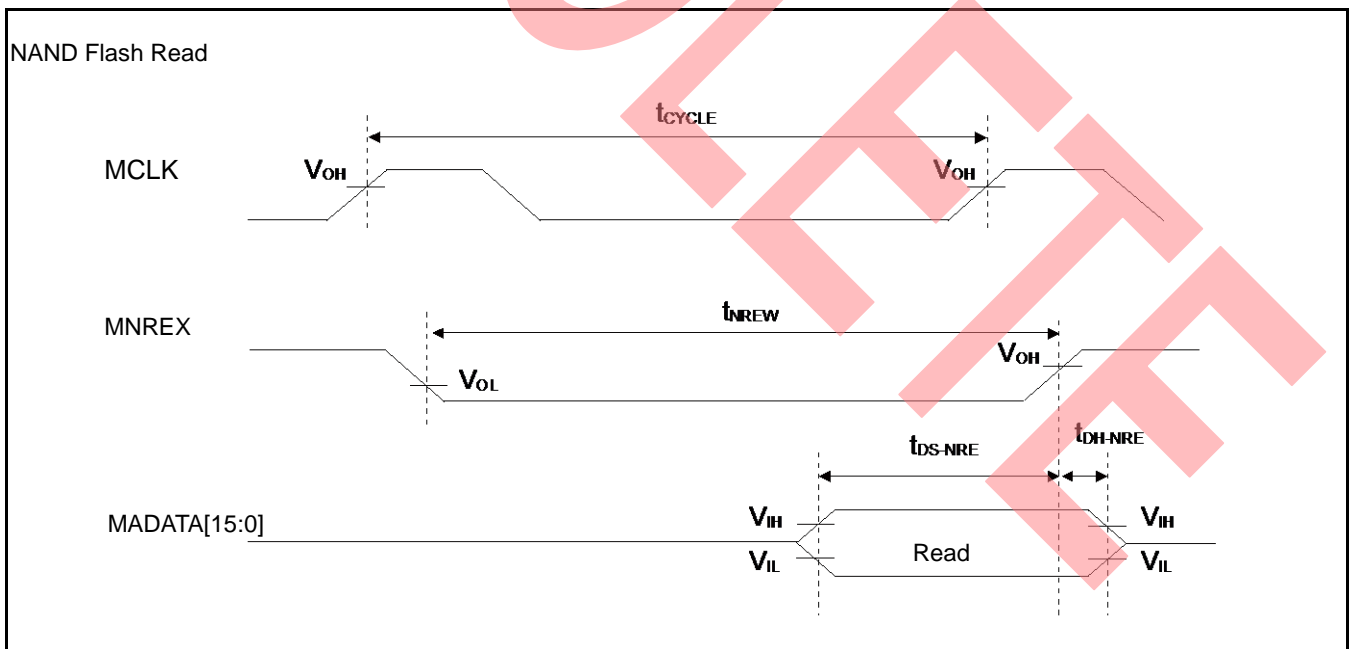 NAND Flash Read
tCYCLE
MCLK
VOH
VOH
tNREW
MNREX
VOH
VOL
tDS-NRE
tDH-NRE
MADATA[15:0]
VIH
VIH
Read
VIL
VIL
SLETE